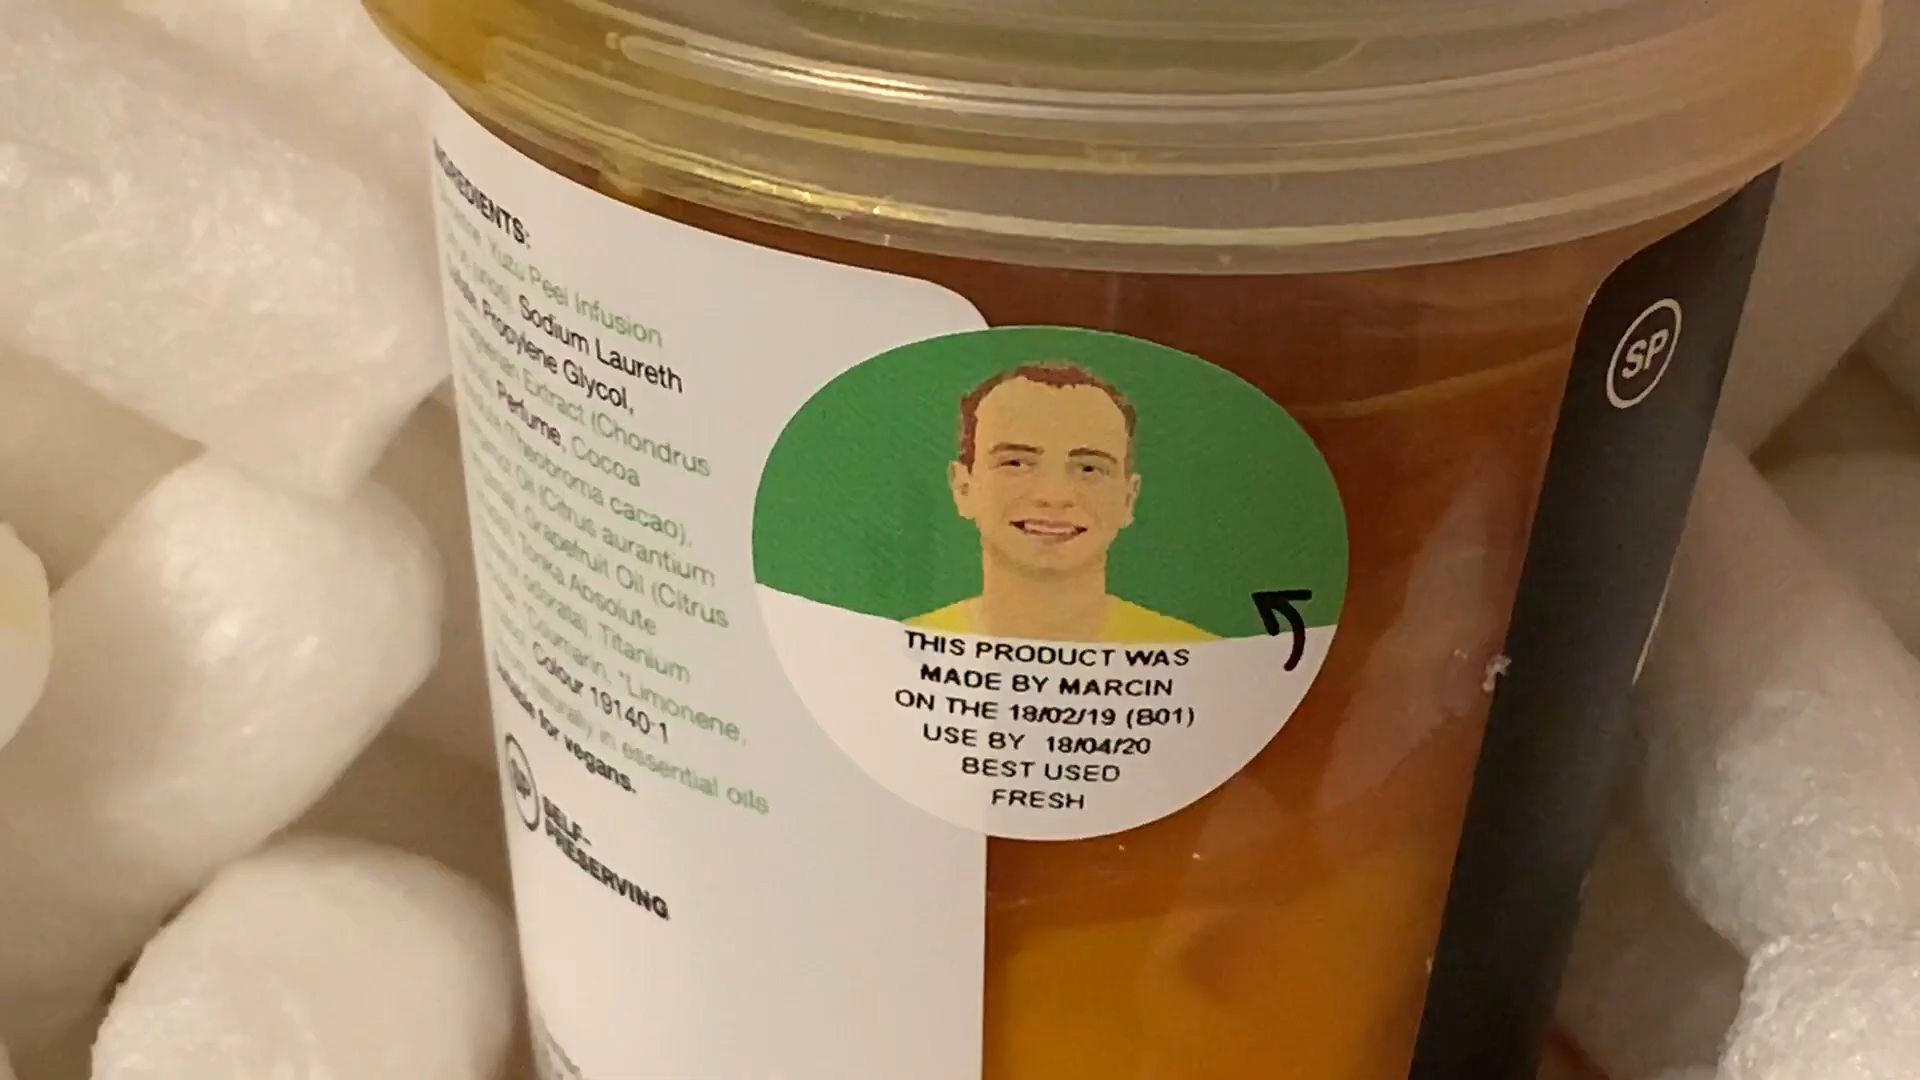 INGREDIENTS:
Yuzu Peel Infusion
Sodium Laureth
Propylene Glycol,
Extract (Chondrus
Perfume, Cocoa
(Theobroma cacao),
Oil (Citrus aurantium
Grapefruit Oil (Citrus
Tonka Absolute
odorata), Titanium
*Coumarin, *Limonene,
Colour 19140:1
naturally in essential oils
Suitable for vegans.
SP
SELF-
PRESERVING
THIS PRODUCT WAS
MADE BY MARCIN
ON THE 18/02/19 (B01)
USE BY 18/04/20
BEST USED
FRESH
SP